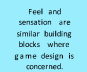 Feel and
sensation are
similar building
blocks where
game design is
concerned.